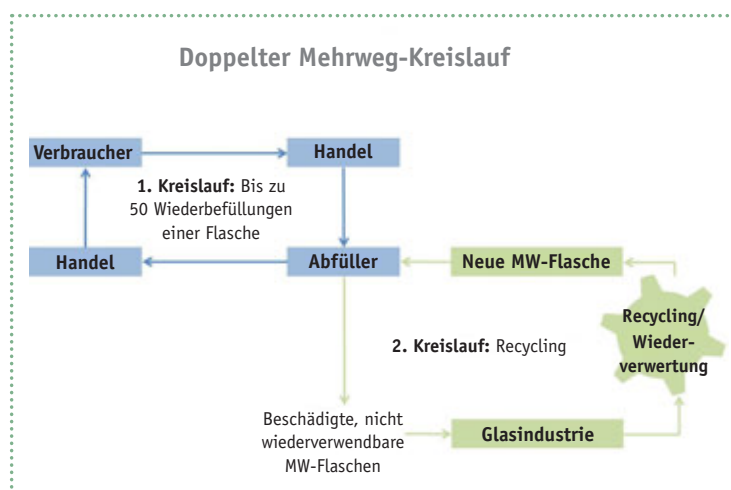 Doppelter Mehrweg-Kreislauf
Verbraucher
Handel
1. Kreislauf: Bis zu
50 Wiederbefüllungen
einer Flasche
Handel
Abfüller
Neue MW-Flasche
Recycling/
Wieder-
verwertung
2. Kreislauf: Recycling
Beschädigte, nicht
wiederverwendbare
MW-Flaschen
Glasindustrie